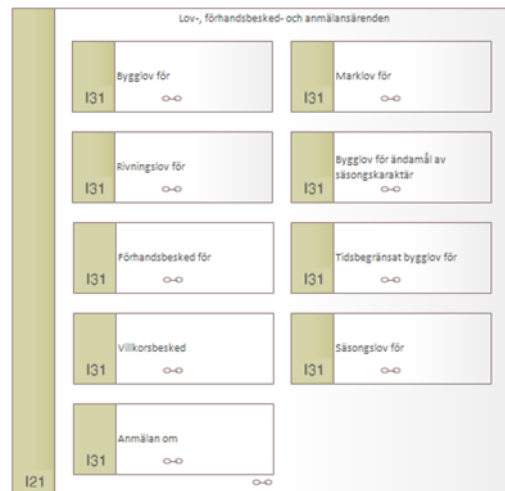 Lov-, förhandsbesked- och anmälansärenden
I31
Bygglov för
I31
Marklov för
I31
Rivningslov för
I31
Bygglov för ändamål av
säsongskaraktär
I31
Förhandsbesked för
I31
Tidsbegränsat bygglov för
I31
Villkorsbesked
I31
Säsongslov för
I31
Anmälan om
I21